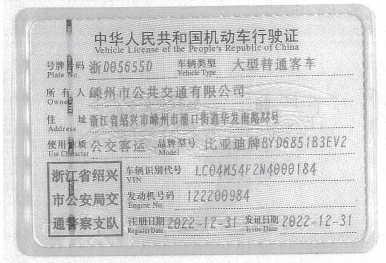 中华人民共和国机动车行驶证
Vehicle License of the People's Republic of China
号牌号码 浙D05655D 车辆类型 大型普通客车
Plate No. Vehicle Type
所有人 嵊州市公共交通有限公司
Owner
住址 浙江省绍兴市嵊州市浦口街道华发南路88号
Address
使用性质 公交客运 品牌型号 比亚迪牌BYD6851B3EV2
Use Character Model
浙江省绍兴市公安局交通警察支队
车辆识别代号 LC04M54F2N4000184
VIN
发动机号码 122200984
Engine No.
注册日期 2022-12-31 发证日期 2022-12-31
Register Date Issue Date